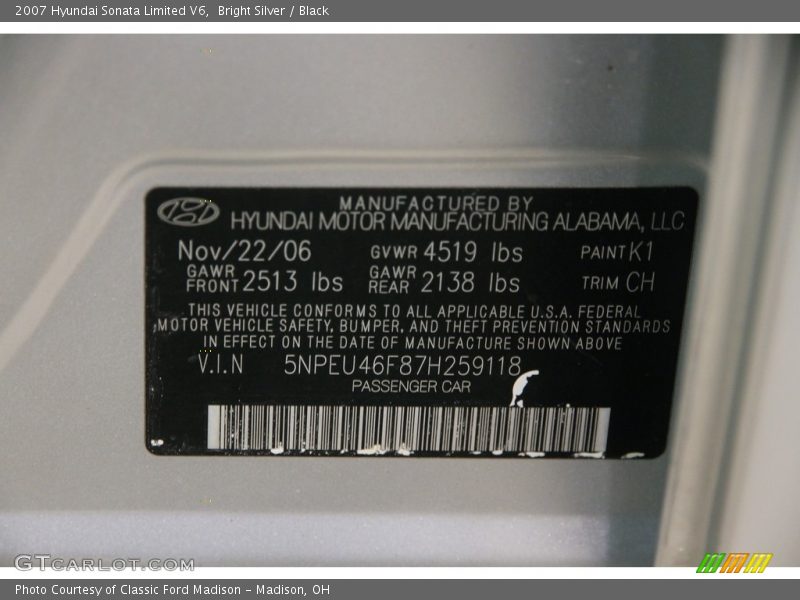 2007 Hyundai Sonata Limited V6, Bright Silver / Black
MANUFACTURED BY
HYUNDAI MOTOR MANUFACTURING ALABAMA, LLC
Nov/22/06 GVWR 4519 lbs PAINT K1
GAWR FRONT 2513 lbs GAWR REAR 2138 lbs TRIM CH
THIS VEHICLE CONFORMS TO ALL APPLICABLE U.S.A. FEDERAL
MOTOR VEHICLE SAFETY, BUMPER, AND THEFT PREVENTION STANDARDS
IN EFFECT ON THE DATE OF MANUFACTURE SHOWN ABOVE
V.I.N 5NPEU46F87H259118
PASSENGER CAR
GTCARLOT.COM
Photo Courtesy of Classic Ford Madison - Madison, OH